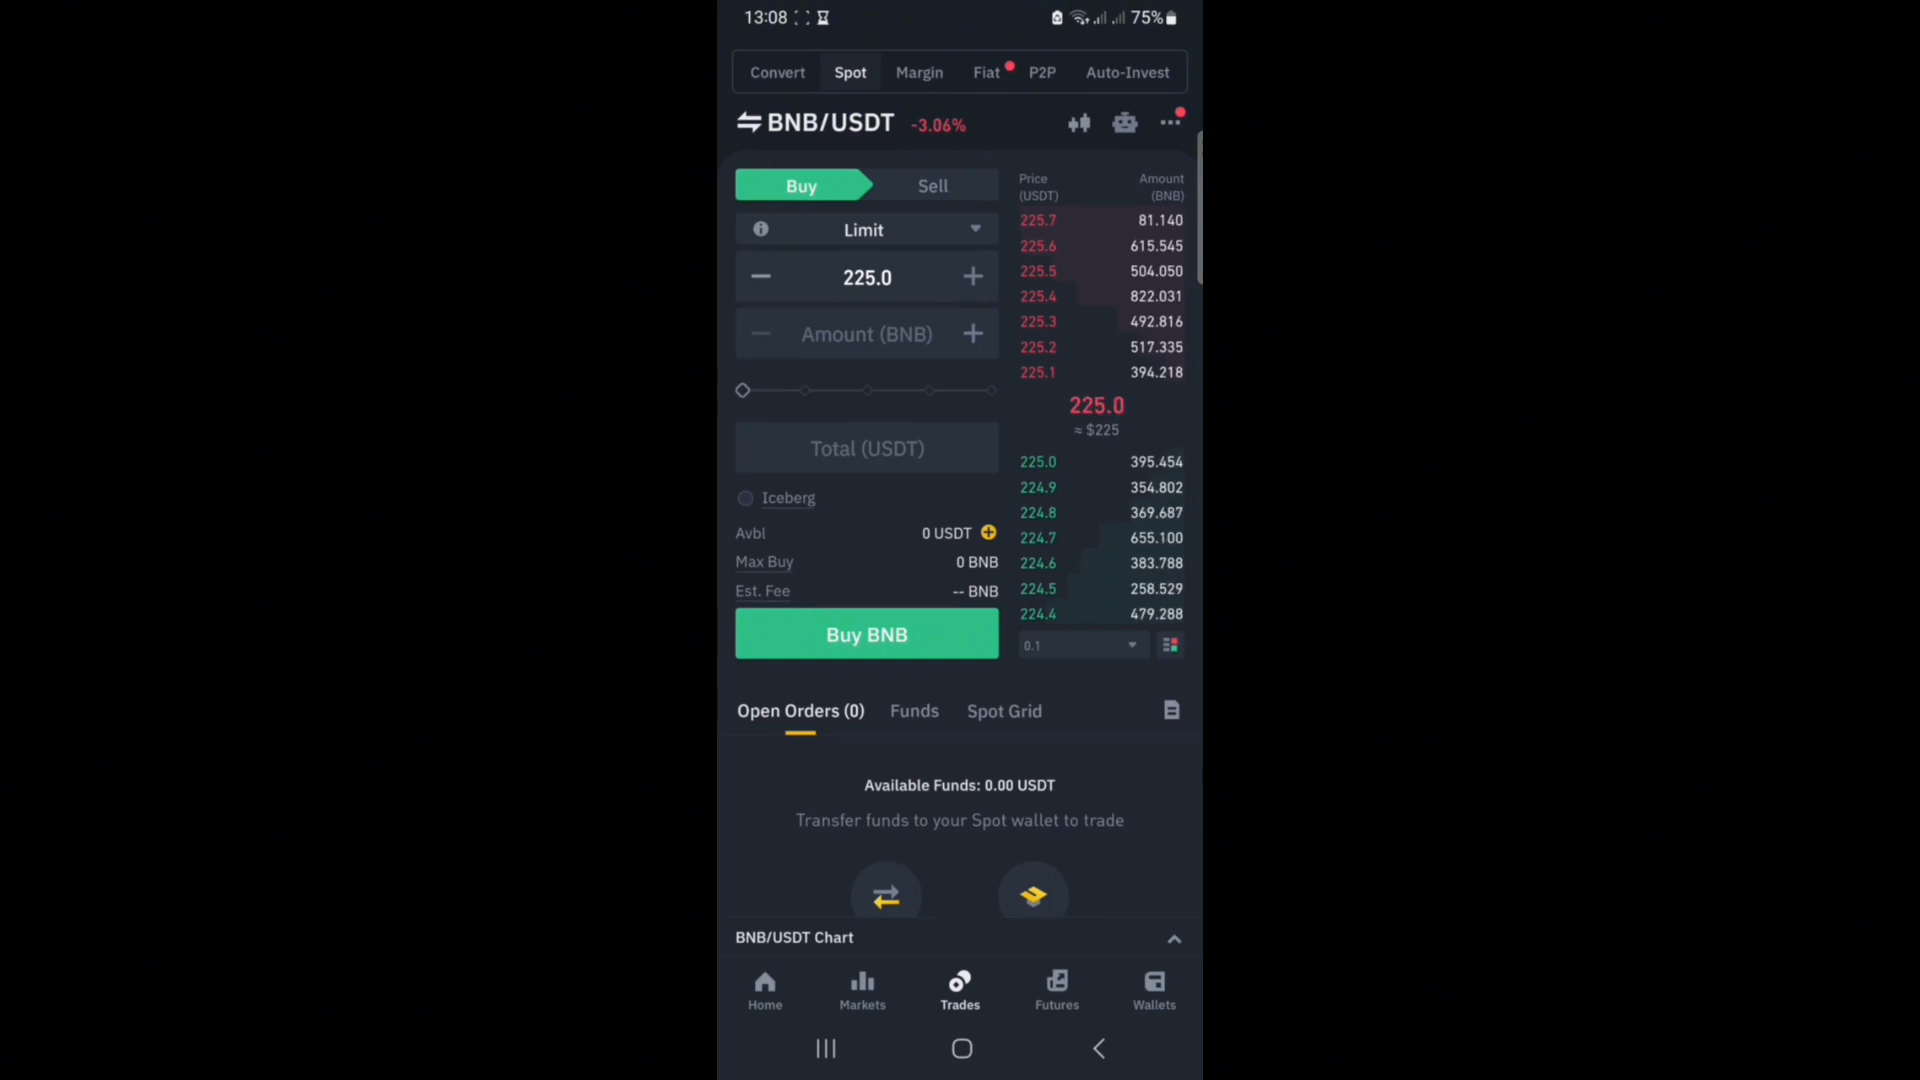 13:08 75%
Convert Spot Margin Fiat P2P Auto-Invest
BNB/USDT -3.06%
Buy Sell
Limit
225.0
Amount (BNB)
Total (USDT)
Iceberg
Avbl 0 USDT
Max Buy 0 BNB
Est. Fee -- BNB
Buy BNB
Price Amount
(USDT) (BNB)
225.7 81.140
225.6 615.545
225.5 504.050
225.4 822.031
225.3 492.816
225.2 517.335
225.1 394.218
225.0
≈ $225
225.0 395.454
224.9 354.802
224.8 369.687
224.7 655.100
224.6 383.788
224.5 258.529
224.4 479.288
0.1
Open Orders (0) Funds Spot Grid
Available Funds: 0.00 USDT
Transfer funds to your Spot wallet to trade
BNB/USDT Chart
Home Markets Trades Futures Wallets